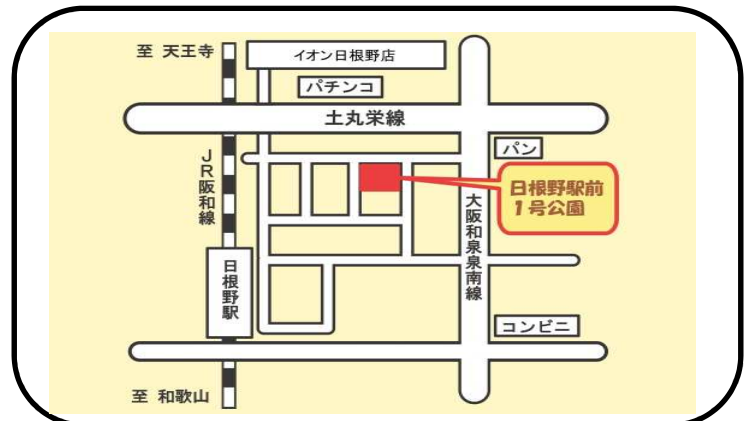 至 天王寺
イオン日根野店
パチンコ
土丸栄線
パン
JR阪和線
日根野駅前
1号公園
大阪和泉泉南線
日根野駅
コンビニ
至 和歌山